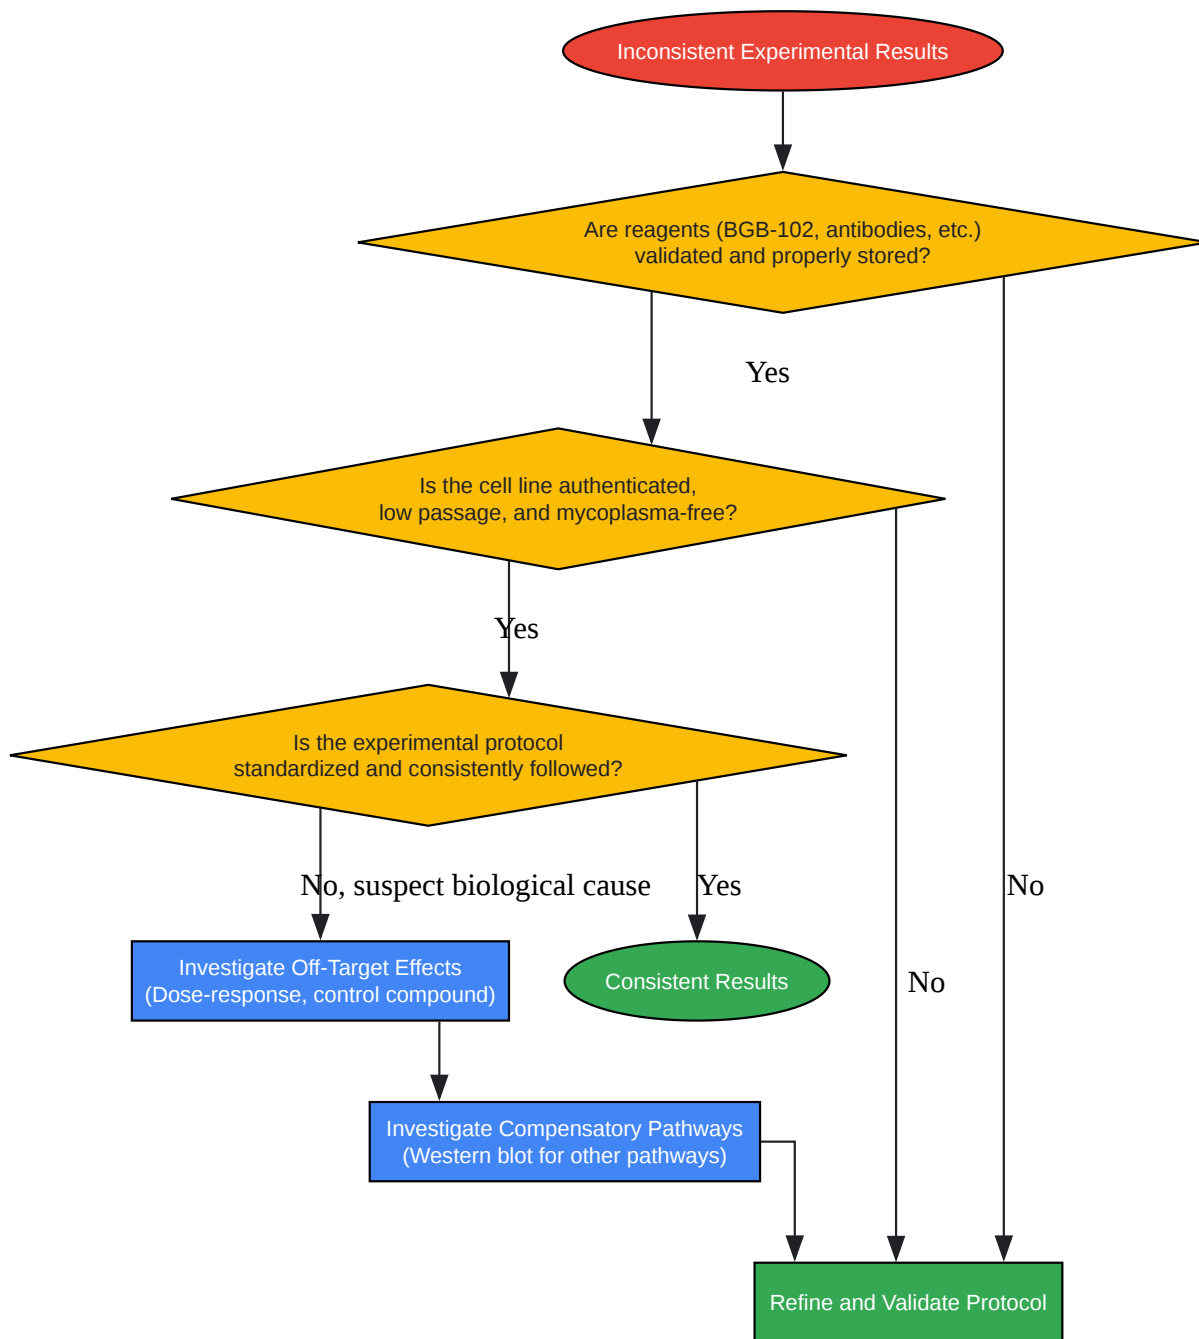 Inconsistent Experimental Results
Are reagents (BGB-102, antibodies, etc.)
validated and properly stored?
Yes
Is the cell line authenticated,
low passage, and mycoplasma-free?
Yes
Is the experimental protocol
standardized and consistently followed?
No, suspect biological cause
Yes
No
Investigate Off-Target Effects
(Dose-response, control compound)
Consistent Results
No
Investigate Compensatory Pathways
(Western blot for other pathways)
Refine and Validate Protocol